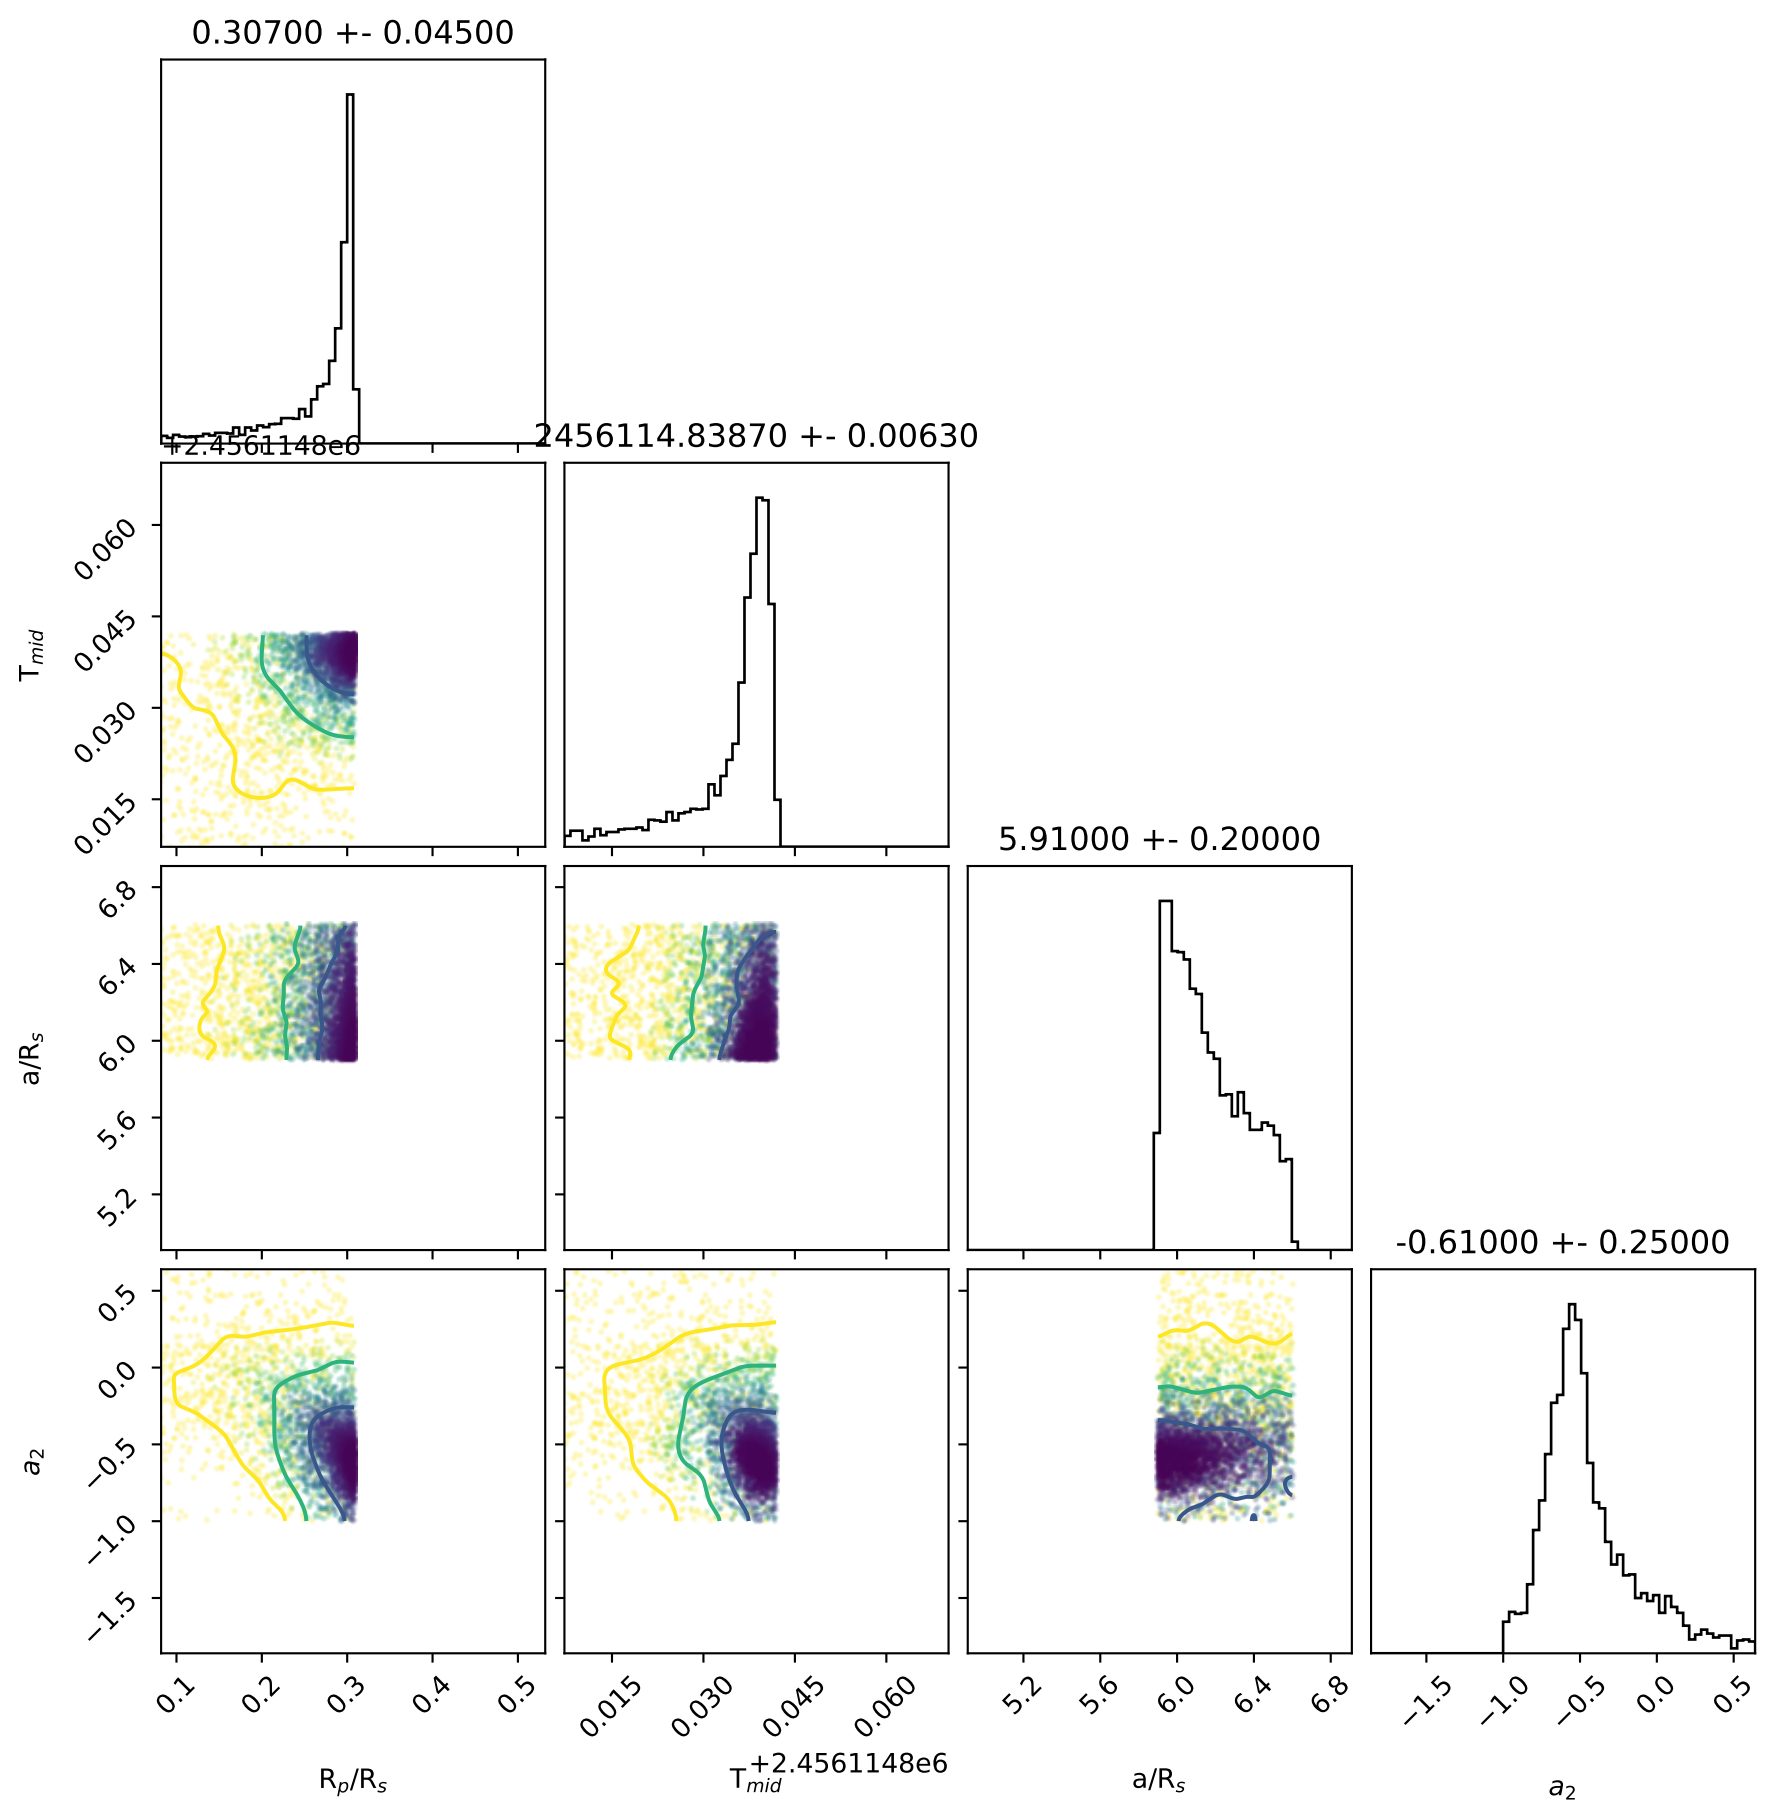 0.30700 +- 0.04500
+2.4561148e6
2456114.83870 +- 0.00630
0.060
0.045
0.030
0.015
T_mid
5.91000 +- 0.20000
6.8
6.4
6.0
5.6
5.2
a/R_s
-0.61000 +- 0.25000
0.5
0.0
−0.5
−1.0
−1.5
a_2
0.1 0.2 0.3 0.4 0.5
0.015 0.030 0.045 0.060
5.2 5.6 6.0 6.4 6.8
−1.5 −1.0 −0.5 0.0 0.5
+2.4561148e6
R_p/R_s
T_mid
a/R_s
a_2